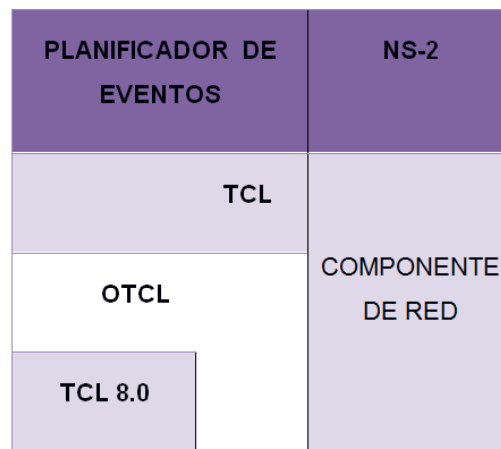 PLANIFICADOR DE
EVENTOS
NS-2
TCL
OTCL
TCL 8.0
COMPONENTE
DE RED